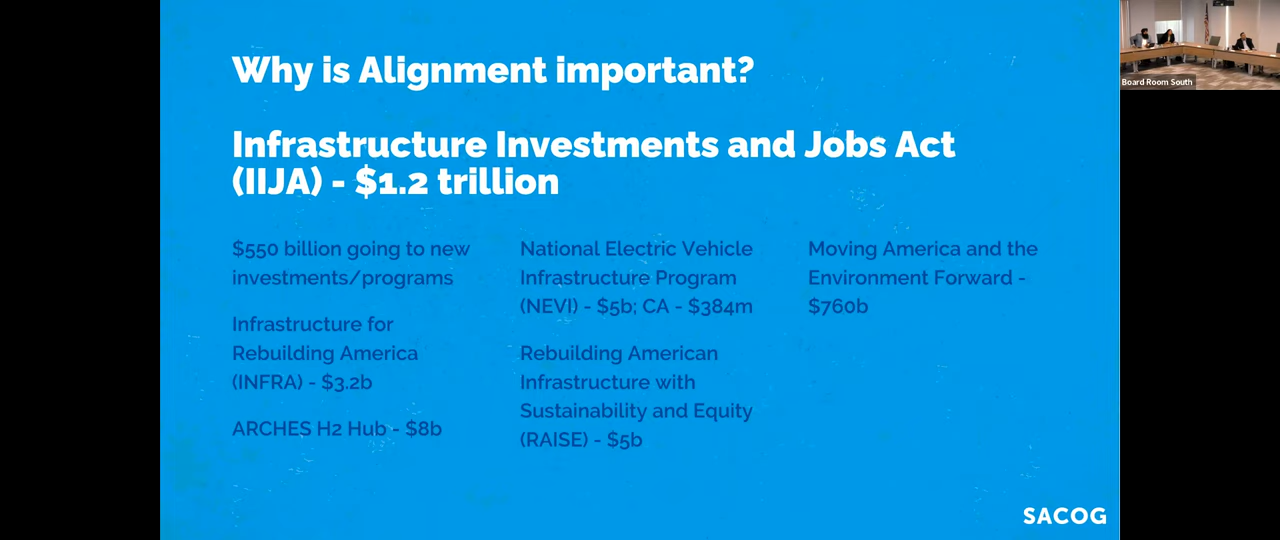 Why is Alignment important?
Infrastructure Investments and Jobs Act
(IIJA) - $1.2 trillion
$550 billion going to new
investments/programs
Infrastructure for
Rebuilding America
(INFRA) - $3.2b
ARCHES H2 Hub - $8b
National Electric Vehicle
Infrastructure Program
(NEVI) - $5b; CA - $384m
Rebuilding American
Infrastructure with
Sustainability and Equity
(RAISE) - $5b
Moving America and the
Environment Forward -
$760b
SACOG
Board Room South